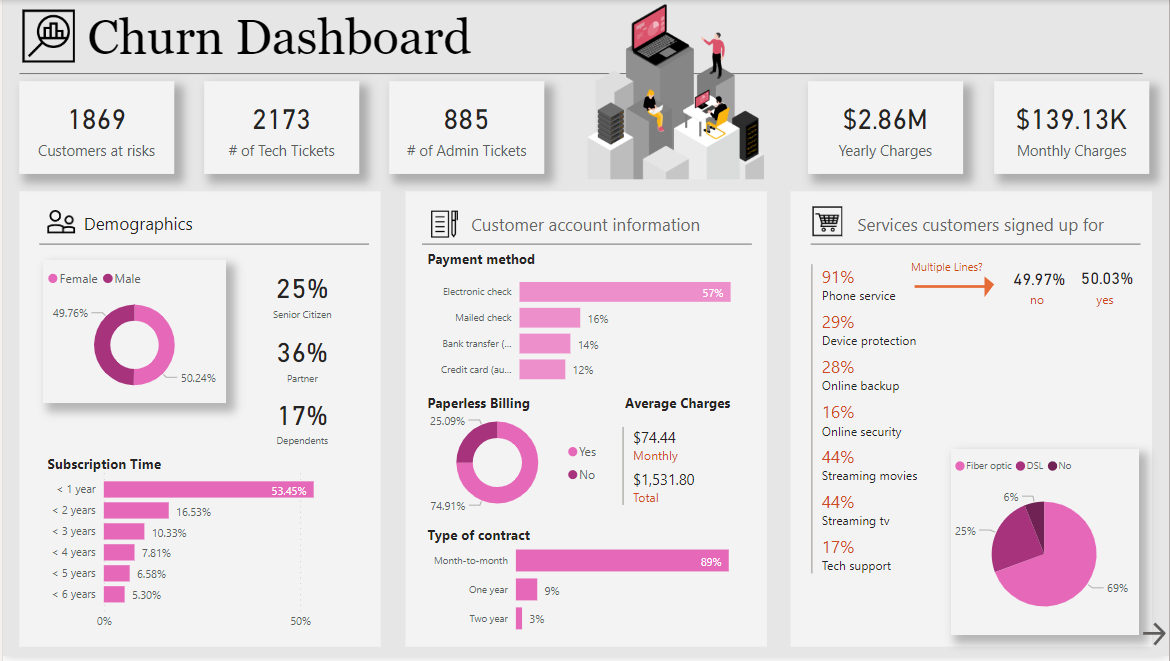 Churn Dashboard
1869
Customers at risks
2173
# of Tech Tickets
885
# of Admin Tickets
$2.86M
Yearly Charges
$139.13K
Monthly Charges
Demographics
Female Male
49.76%
50.24%
25%
Senior Citizen
36%
Partner
17%
Dependents
Subscription Time
< 1 year 53.45%
< 2 years 16.53%
< 3 years 10.33%
< 4 years 7.81%
< 5 years 6.58%
< 6 years 5.30%
0% 50%
Customer account information
Payment method
Electronic check 57%
Mailed check 16%
Bank transfer (... 14%
Credit card (au... 12%
Paperless Billing
25.09%
Yes
No
74.91%
Average Charges
$74.44
Monthly
$1,531.80
Total
Type of contract
Month-to-month 89%
One year 9%
Two year 3%
Services customers signed up for
91%
Phone service
Multiple Lines?
49.97%
no
50.03%
yes
29%
Device protection
28%
Online backup
16%
Online security
44%
Streaming movies
44%
Streaming tv
17%
Tech support
Fiber optic DSL No
6%
25%
69%